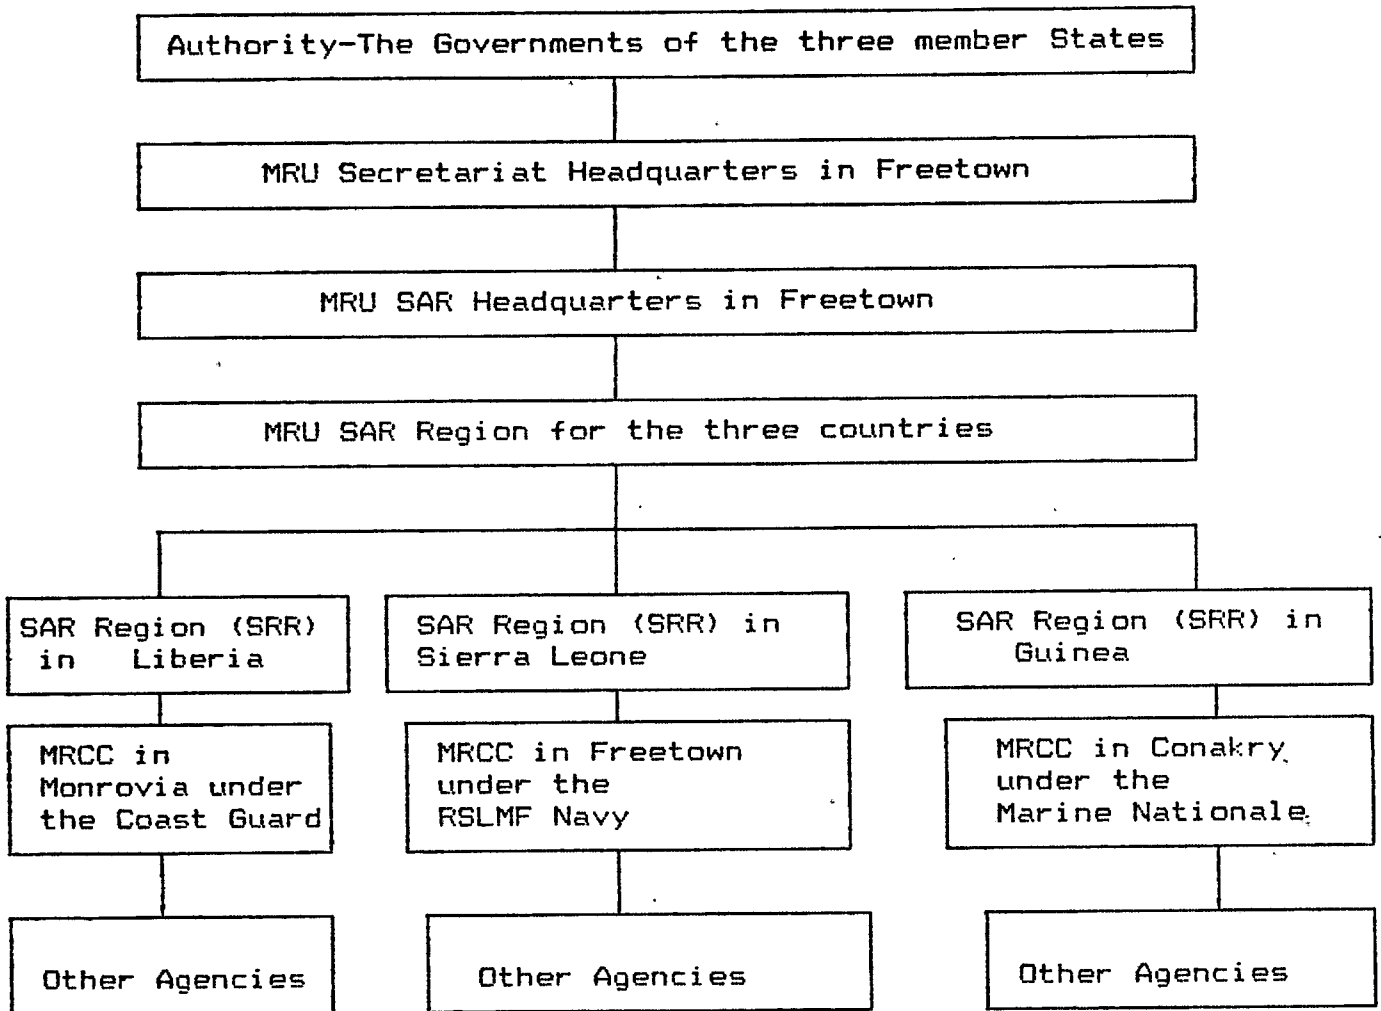 Authority-The Governments of the three member States
MRU Secretariat Headquarters in Freetown
MRU SAR Headquarters in Freetown
MRU SAR Region for the three countries
SAR Region (SRR)
in Liberia
SAR Region (SRR) in
Sierra Leone
SAR Region (SRR) in
Guinea
MRCC in
Monrovia under
the Coast Guard
MRCC in Freetown
under the
RSLMF Navy
MRCC in Conakry
under the
Marine Nationale
Other Agencies
Other Agencies
Other Agencies